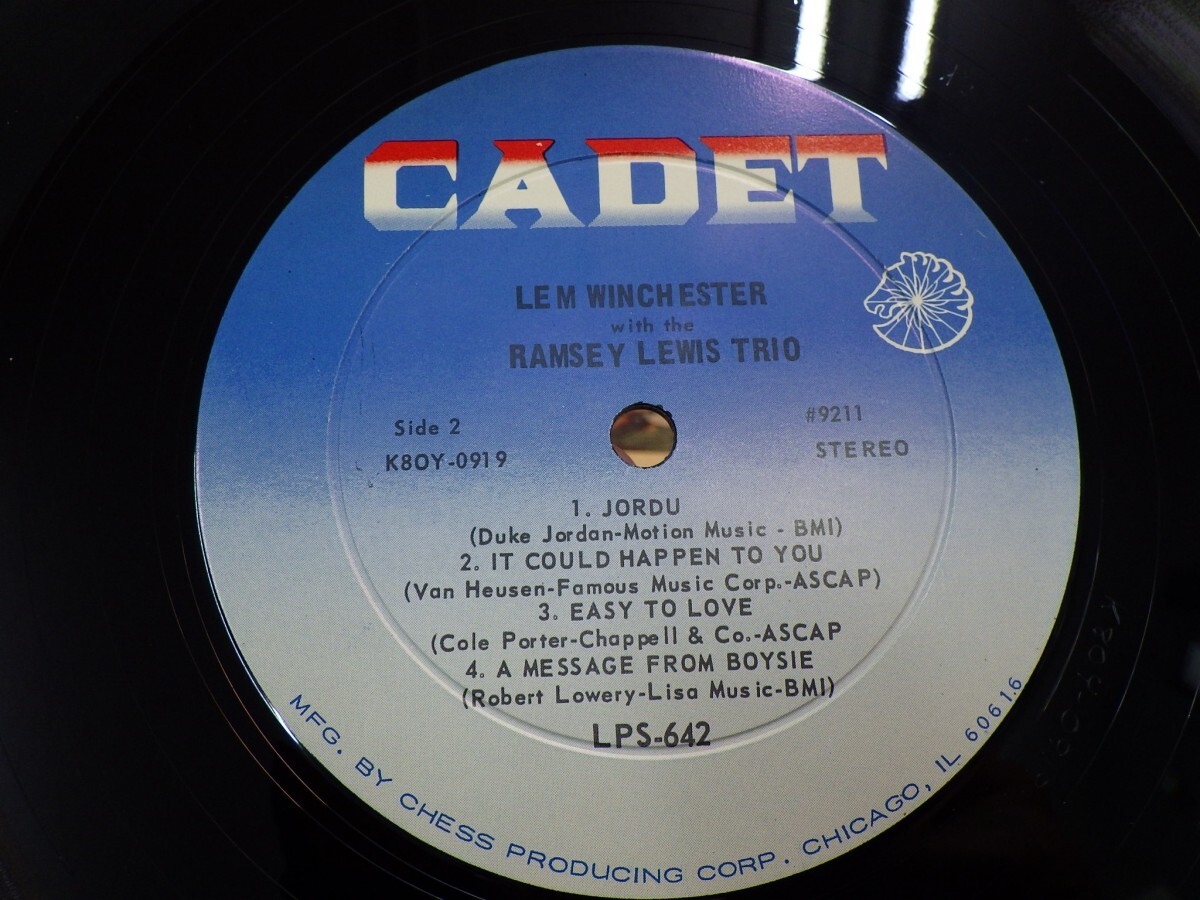 CADET
LEM WINCHESTER
with the
RAMSEY LEWIS TRIO
Side 2
K8OY-0919
#9211
STEREO
1. JORDU
(Duke Jordan-Motion Music - BMI)
2. IT COULD HAPPEN TO YOU
(Van Heusen-Famous Music Corp.-ASCAP)
3. EASY TO LOVE
(Cole Porter-Chappell & Co.-ASCAP
4. A MESSAGE FROM BOYSIE
(Robert Lowery-Lisa Music-BMI)
LPS-642
MFG. BY CHESS PRODUCING CORP. CHICAGO, IL 60616